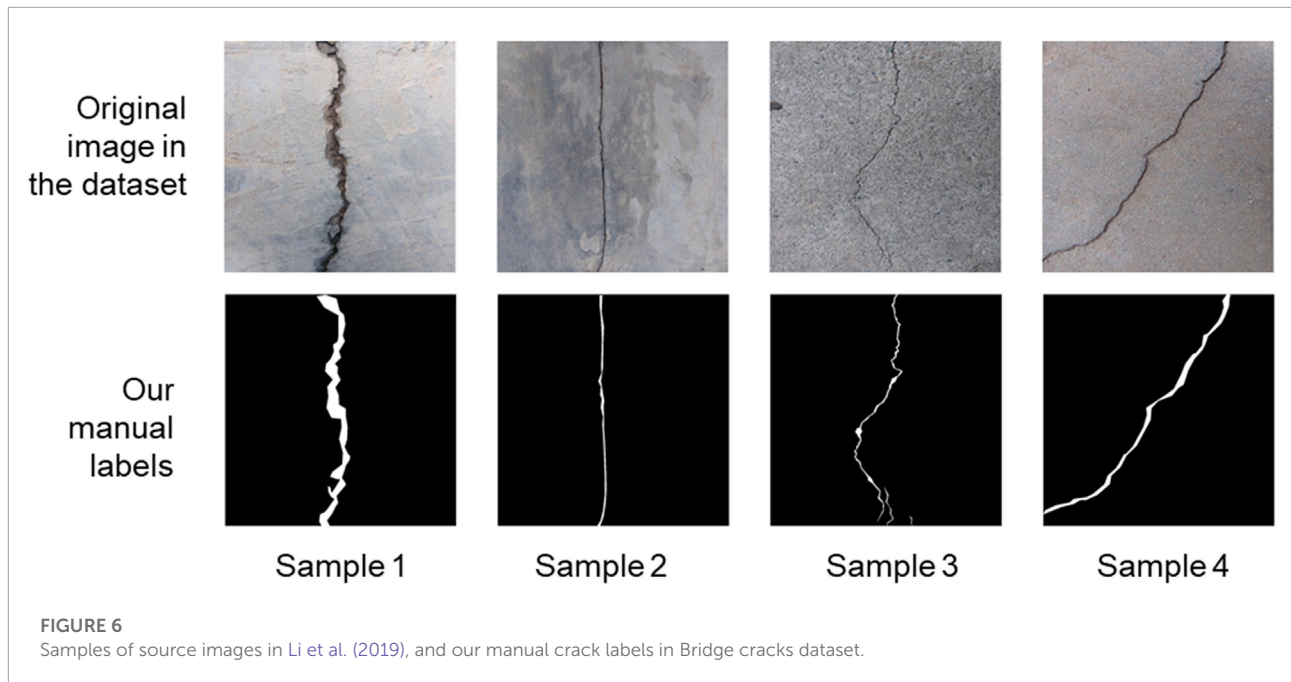 Original
image in
the dataset
Our
manual
labels
Sample 1
Sample 2
Sample 3
Sample 4
FIGURE 6
Samples of source images in Li et al. (2019), and our manual crack labels in Bridge cracks dataset.